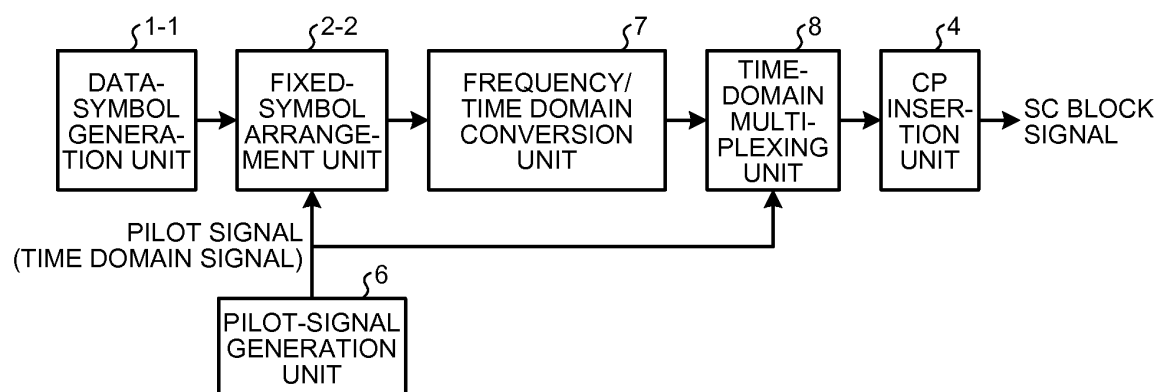 1-1
DATA-
SYMBOL
GENERA-
TION UNIT
2-2
FIXED-
SYMBOL
ARRANGE-
MENT UNIT
7
FREQUENCY/
TIME DOMAIN
CONVERSION
UNIT
8
TIME-
DOMAIN
MULTI-
PLEXING
UNIT
4
CP
INSER-
TION
UNIT
SC BLOCK
SIGNAL
PILOT SIGNAL
(TIME DOMAIN SIGNAL)
6
PILOT-SIGNAL
GENERATION
UNIT